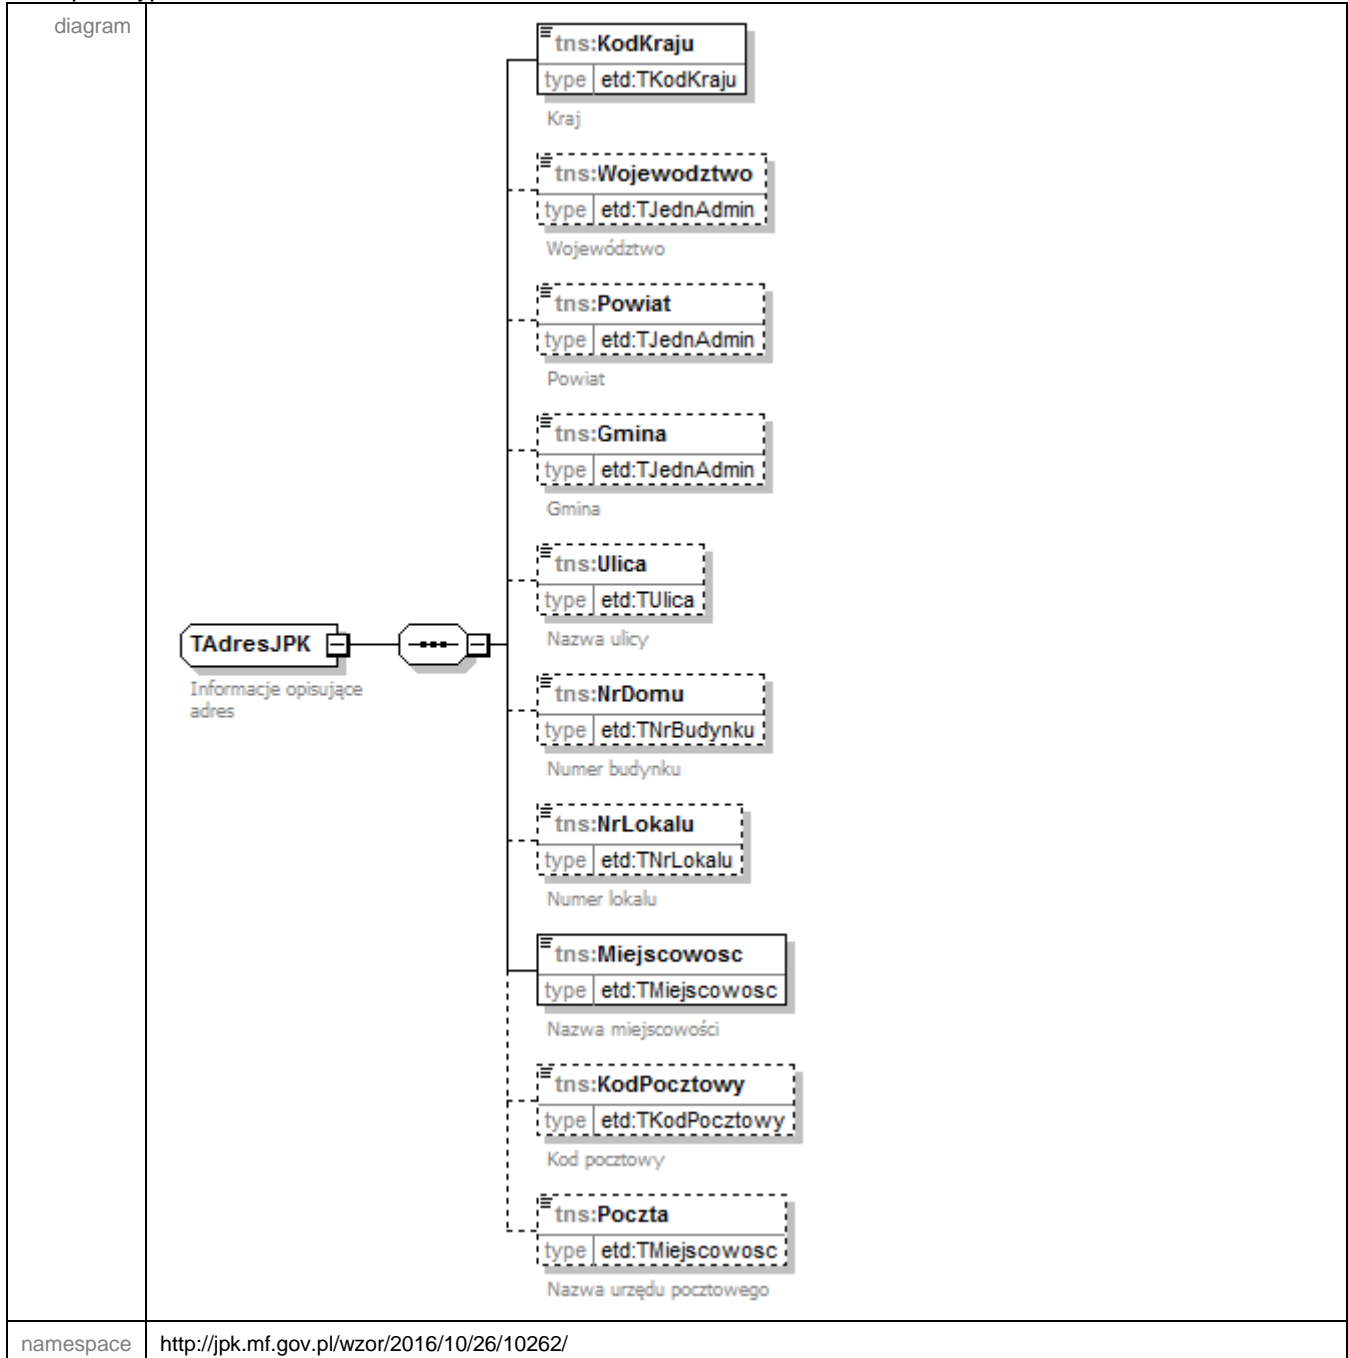 diagram
tns:KodKraju
type etd:TKodKraju
Kraj
tns:Wojewodztwo
type etd:TJednAdmin
Województwo
tns:Powiat
type etd:TJednAdmin
Powiat
tns:Gmina
type etd:TJednAdmin
Gmina
tns:Ulica
type etd:TUlica
Nazwa ulicy
TAdresJPK
Informacje opisujące
adres
tns:NrDomu
type etd:TNrBudynku
Numer budynku
tns:NrLokalu
type etd:TNrLokalu
Numer lokalu
tns:Miejscowosc
type etd:TMiejscowosc
Nazwa miejscowości
tns:KodPocztowy
type etd:TKodPocztowy
Kod pocztowy
tns:Poczta
type etd:TMiejscowosc
Nazwa urzędu pocztowego
namespace http://jpk.mf.gov.pl/wzor/2016/10/26/10262/